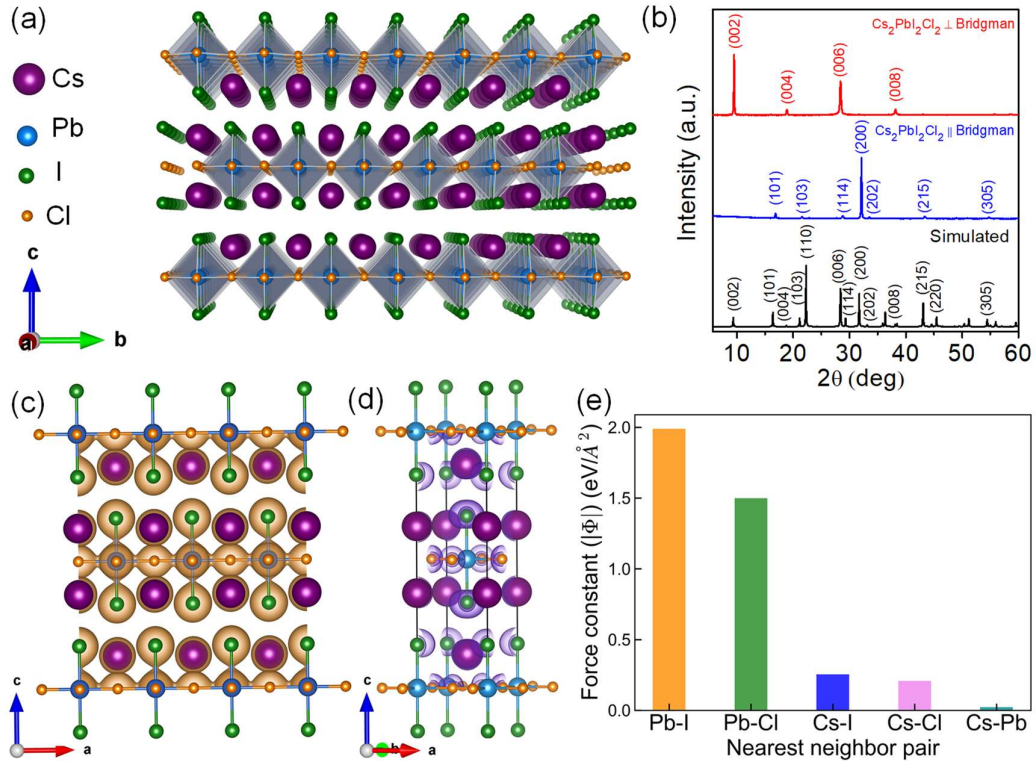 (a)
Cs
Pb
I
Cl
c
a
b
(b)
Intensity (a.u.)
Cs₂PbI₂Cl₂ ⊥ Bridgman
(002)
(004)
(006)
(008)
Cs₂PbI₂Cl₂ || Bridgman
(101)
(103)
(114)
(200)
(202)
(215)
(305)
Simulated
(002)
(101)
(004)
(103)
(110)
(006)
(114)
(200)
(202)
(008)
(215)
(220)
(305)
10 20 30 40 50 60
2θ (deg)
(c)
c
a
(d)
c
b
a
(e)
Force constant (|Φ|) (eV/Å²)
2.0
1.5
1.0
0.5
0.0
Pb-I Pb-Cl Cs-I Cs-Cl Cs-Pb
Nearest neighbor pair